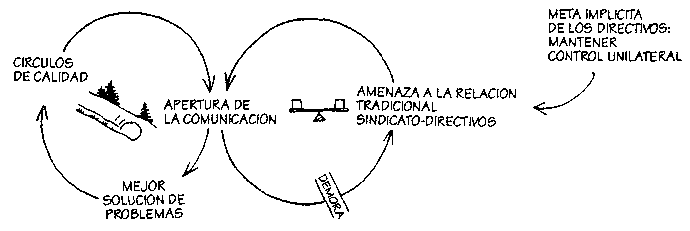 CIRCULOS
DE CALIDAD
APERTURA DE
LA COMUNICACION
MEJOR
SOLUCION DE
PROBLEMAS
AMENAZA A LA RELACION
TRADICIONAL
SINDICATO-DIRECTIVOS
DEMORA
META IMPLICITA
DE LOS DIRECTIVOS:
MANTENER
CONTROL UNILATERAL